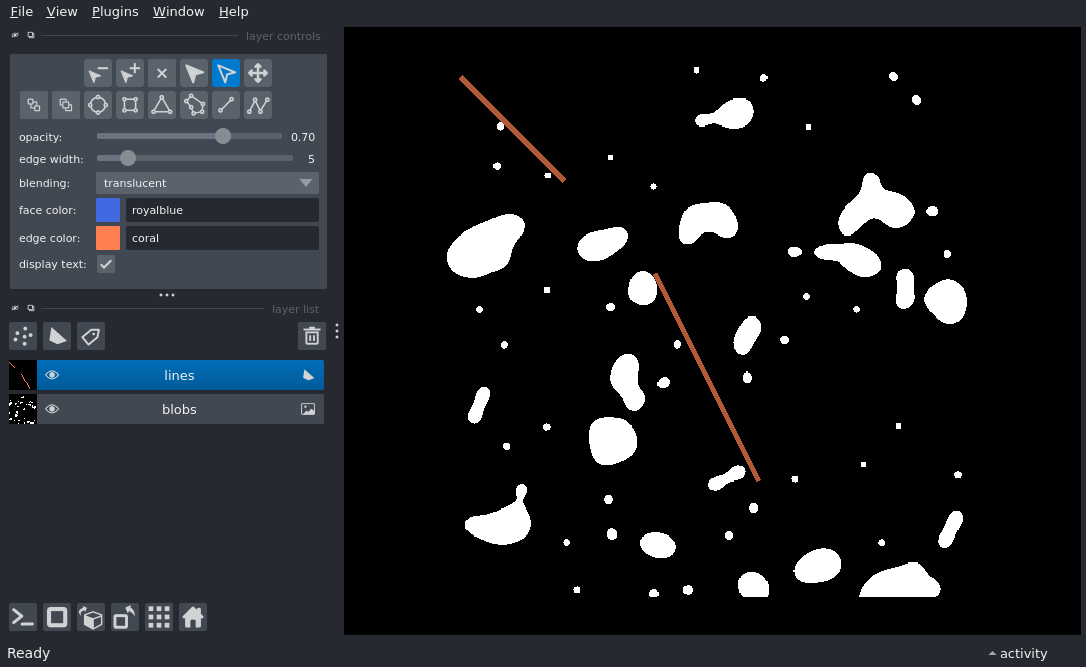 File View Plugins Window Help
layer controls
opacity: 0.70
edge width: 5
blending: translucent
face color: royalblue
edge color: coral
display text:
layer list
lines
blobs
Ready activity